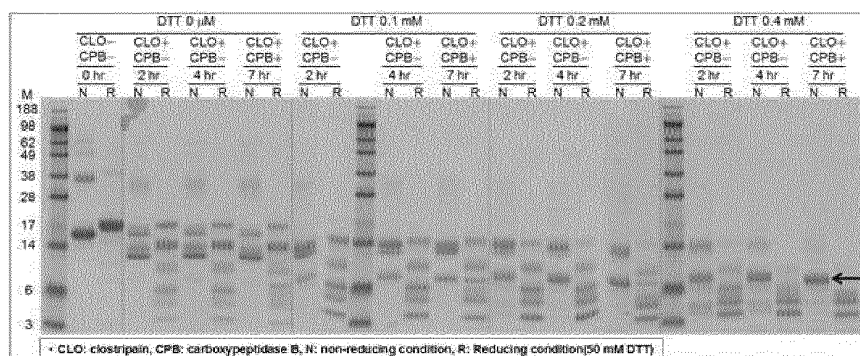 DTT 0 μM DTT 0.1 mM DTT 0.2 mM DTT 0.4 mM
CLO− CLO+ CLO+ CLO+ CLO+ CLO+ CLO+ CLO+ CLO+ CLO+ CLO+ CLO+ CLO+
CPB− CPB− CPB− CPB+ CPB− CPB− CPB+ CPB− CPB− CPB+ CPB− CPB− CPB+
0 hr 2 hr 4 hr 7 hr 2 hr 4 hr 7 hr 2 hr 4 hr 7 hr 2 hr 4 hr 7 hr
M N R N R N R N R N R N R N R N R N R N R N R N R N R
188
98
62
49
38
28
17
14
6
3
* CLO: clostripain, CPB: carboxypeptidase B, N: non-reducing condition, R: Reducing condition(50 mM DTT)